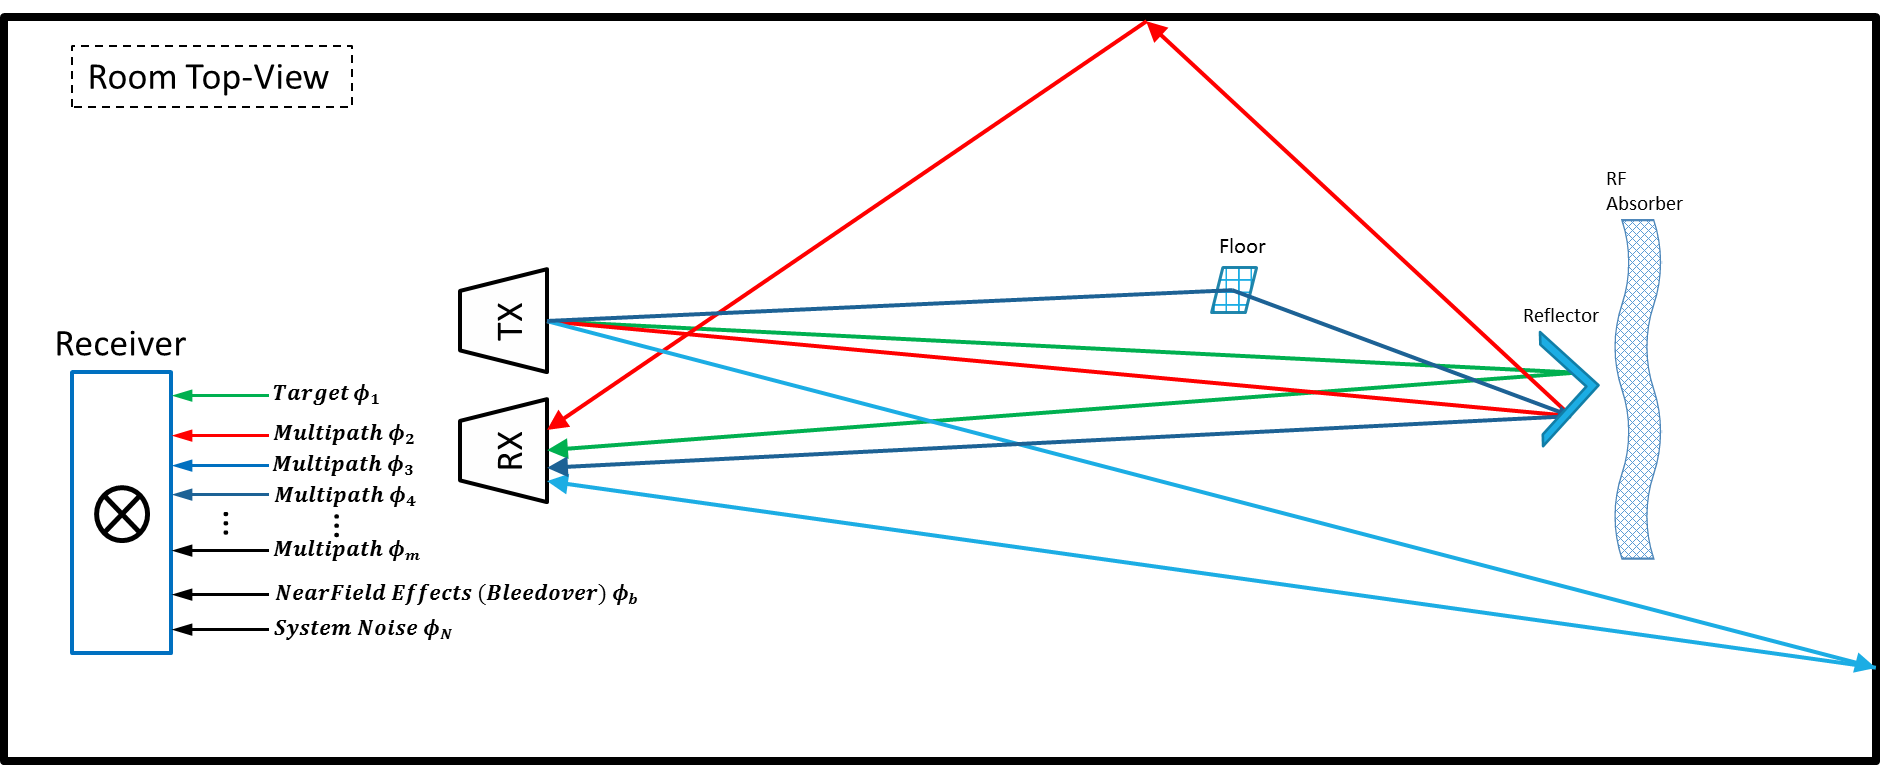 Room Top-View
RF
Absorber
Floor
TX
Reflector
Receiver
Target ϕ₁
RX
Multipath ϕ₂
Multipath ϕ₃
Multipath ϕ₄
⋮ ⋮
Multipath ϕₘ
NearField Effects (Bleedover) ϕ_b
System Noise ϕ_N